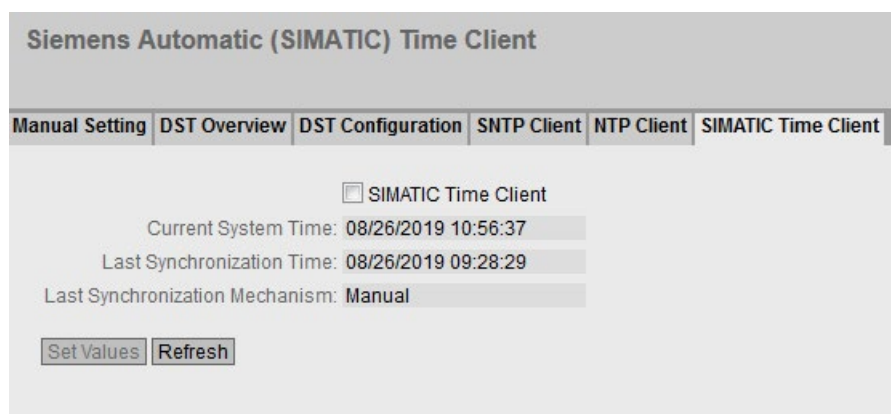 Siemens Automatic (SIMATIC) Time Client
Manual Setting DST Overview DST Configuration SNTP Client NTP Client SIMATIC Time Client
SIMATIC Time Client
Current System Time: 08/26/2019 10:56:37
Last Synchronization Time: 08/26/2019 09:28:29
Last Synchronization Mechanism: Manual
Set Values Refresh